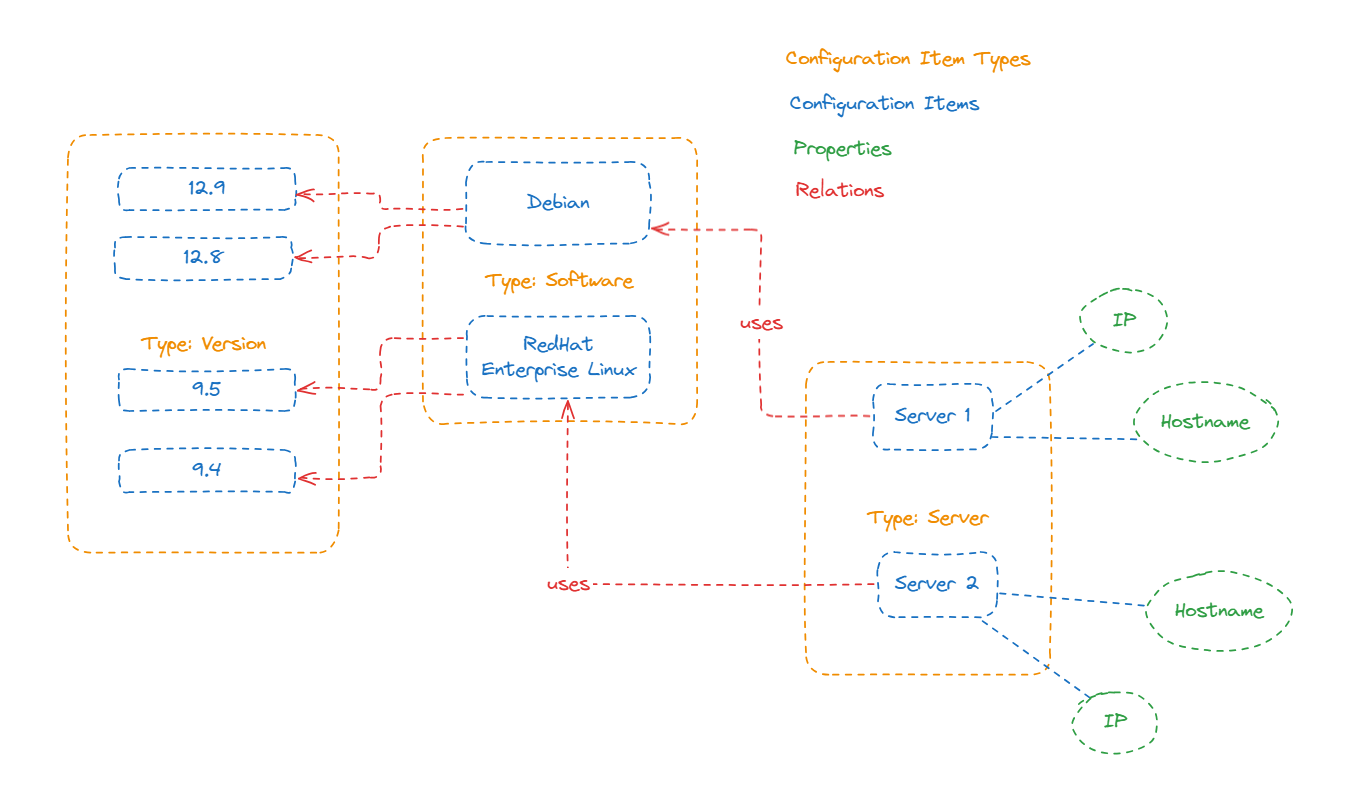 Configuration Item Types
Configuration Items
Properties
Relations
12.9
12.8
Type: Version
9.5
9.4
Debian
Type: Software
RedHat
Enterprise Linux
uses
uses
Server 1
Type: Server
Server 2
IP
Hostname
Hostname
IP